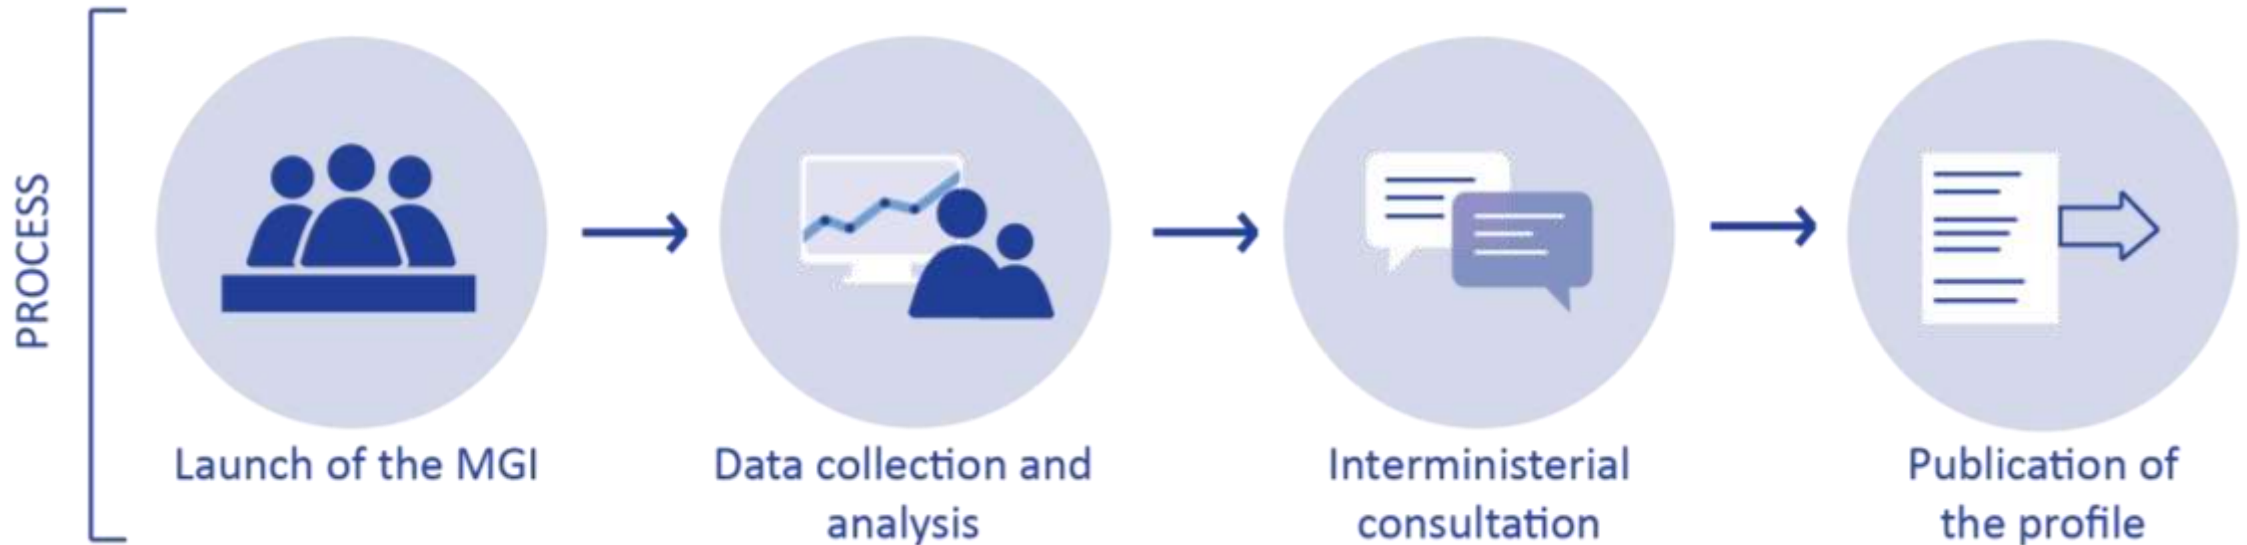 PROCESS
Launch of the MGI
Data collection and
analysis
Interministerial
consultation
Publication of
the profile